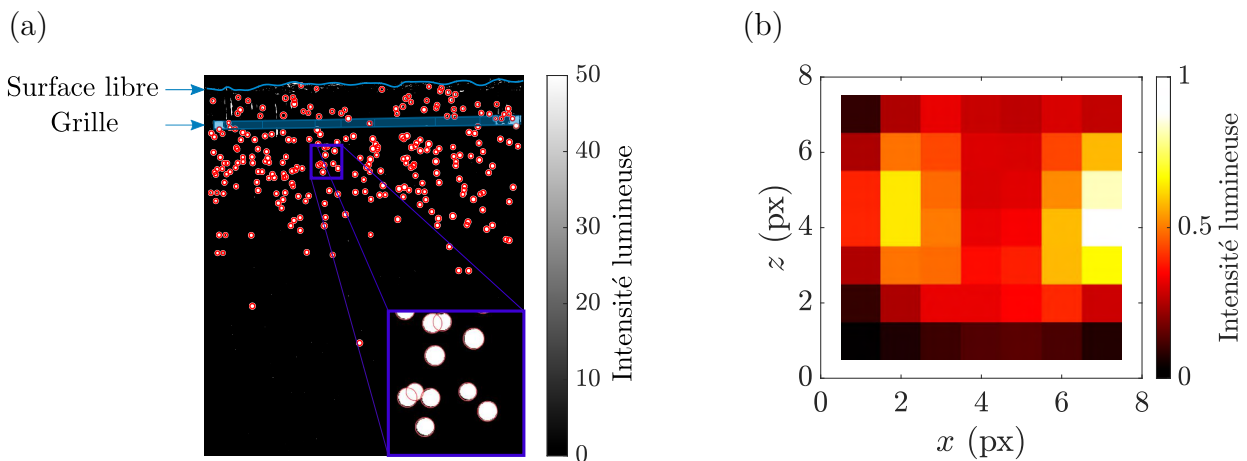 (a)
(b)
Surface libre
Grille
50
40
30
20
10
0
Intensité lumineuse
8
6
4
2
0
z (px)
0
2
4
6
8
x (px)
1
0.5
0
Intensité lumineuse